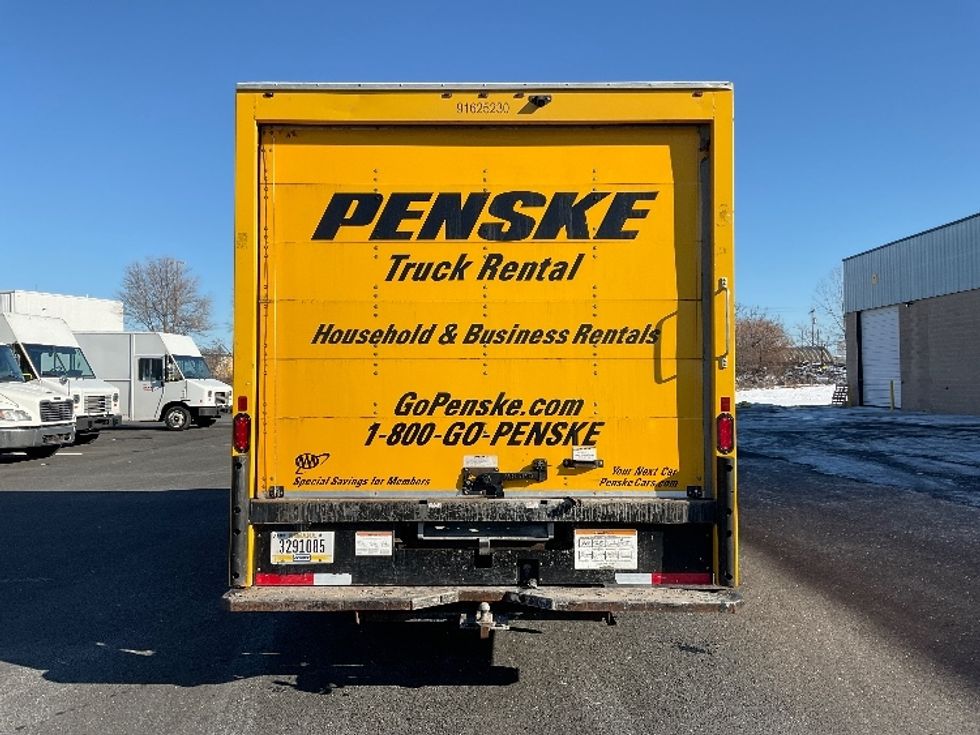 91625230
PENSKE
Truck Rental
Household & Business Rentals
GoPenske.com
1-800-GO-PENSKE
AAA
Special Savings for Members
Your Next Car
PenskeCars.com
3291085